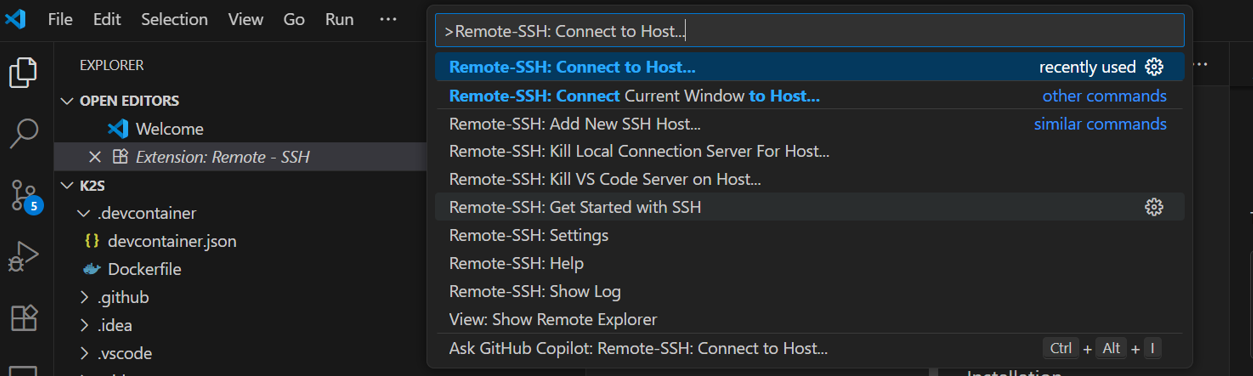 File Edit Selection View Go Run ...
>Remote-SSH: Connect to Host...
EXPLORER
OPEN EDITORS
Welcome
Extension: Remote - SSH
K2S
.devcontainer
{} devcontainer.json
Dockerfile
.github
.idea
.vscode
5
Remote-SSH: Connect to Host... recently used
Remote-SSH: Connect Current Window to Host... other commands
Remote-SSH: Add New SSH Host... similar commands
Remote-SSH: Kill Local Connection Server For Host...
Remote-SSH: Kill VS Code Server on Host...
Remote-SSH: Get Started with SSH
Remote-SSH: Settings
Remote-SSH: Help
Remote-SSH: Show Log
View: Show Remote Explorer
Ask GitHub Copilot: Remote-SSH: Connect to Host... Ctrl + Alt + I
Installation